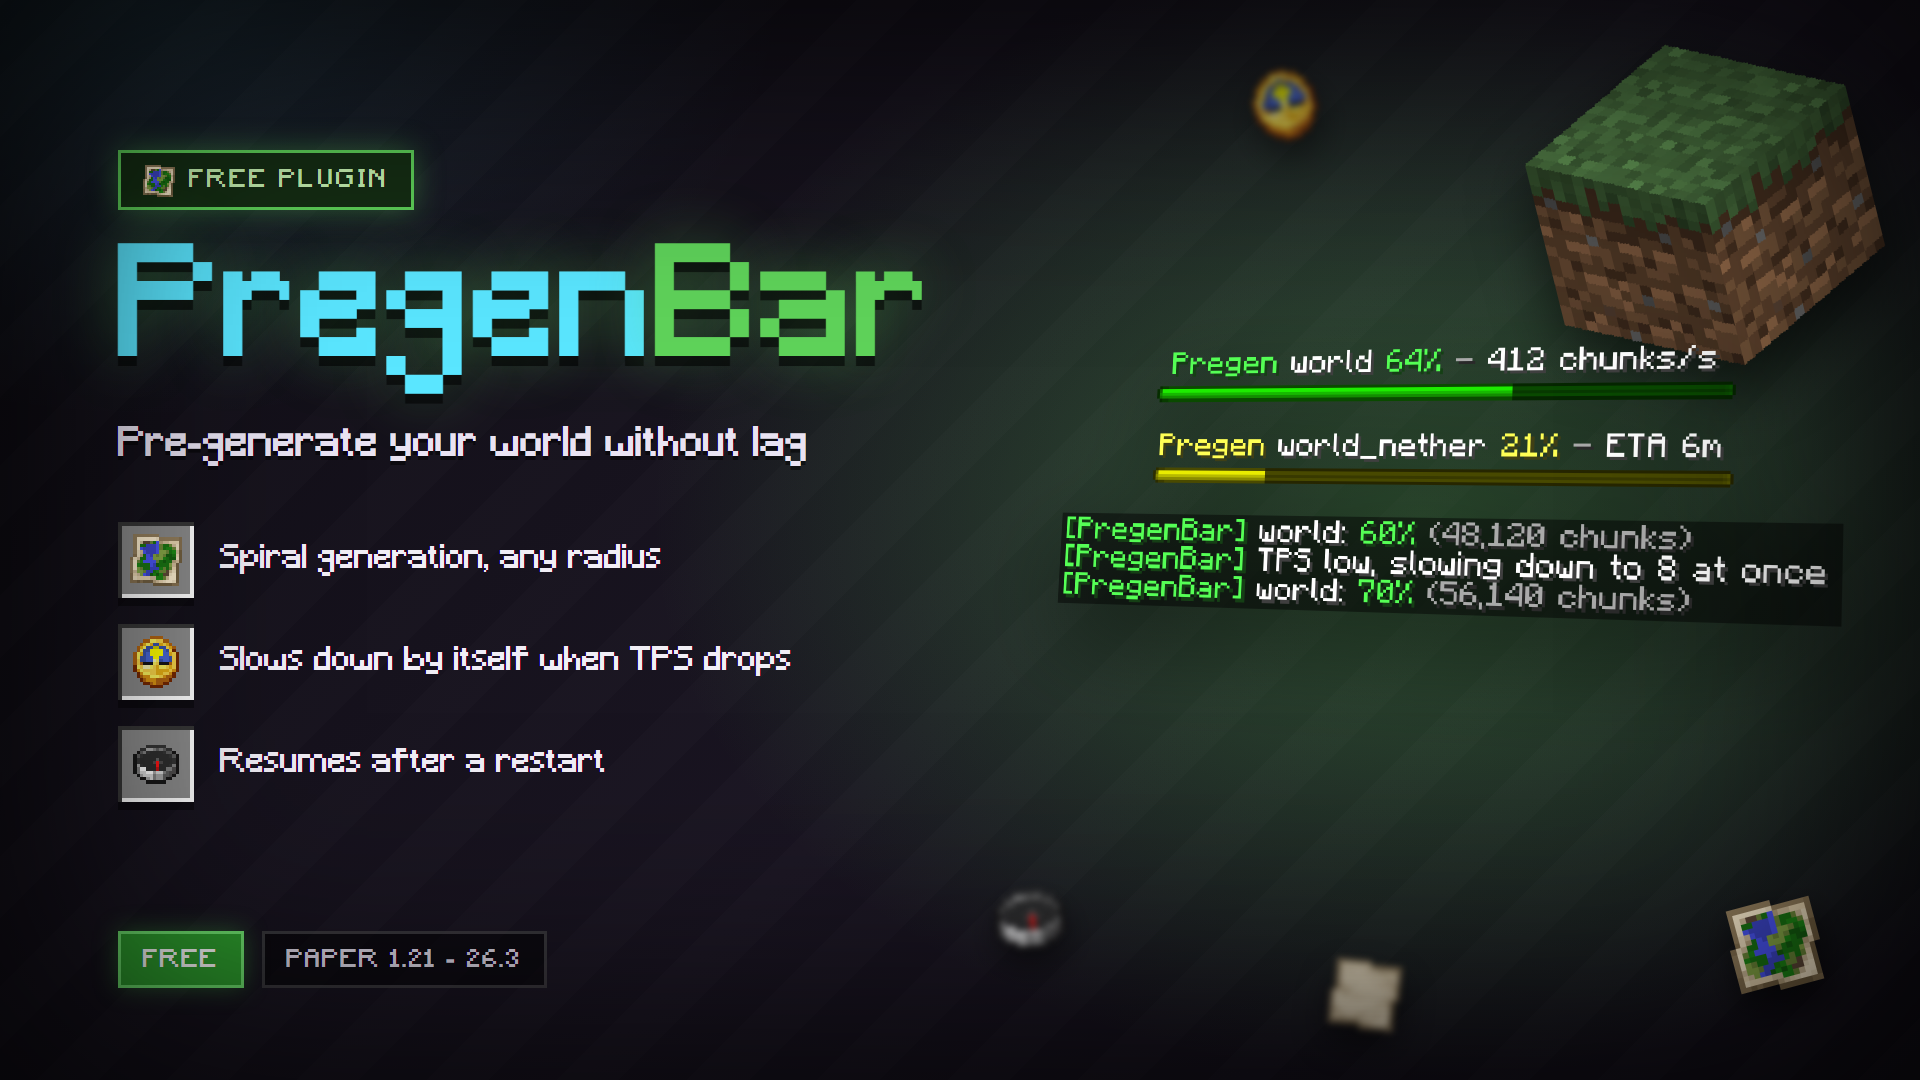 FREE PLUGIN
PregenBar
Pre-generate your world without lag
Spiral generation, any radius
Slows down by itself when TPS drops
Resumes after a restart
FREE
PAPER 1.21 - 26.3
Pregen world 64% - 412 chunks/s
Pregen world_nether 21% - ETA 6m
[PregenBar] world: 60% (48,120 chunks)
[PregenBar] TPS low, slowing down to 8 at once
[PregenBar] world: 70% (56,140 chunks)